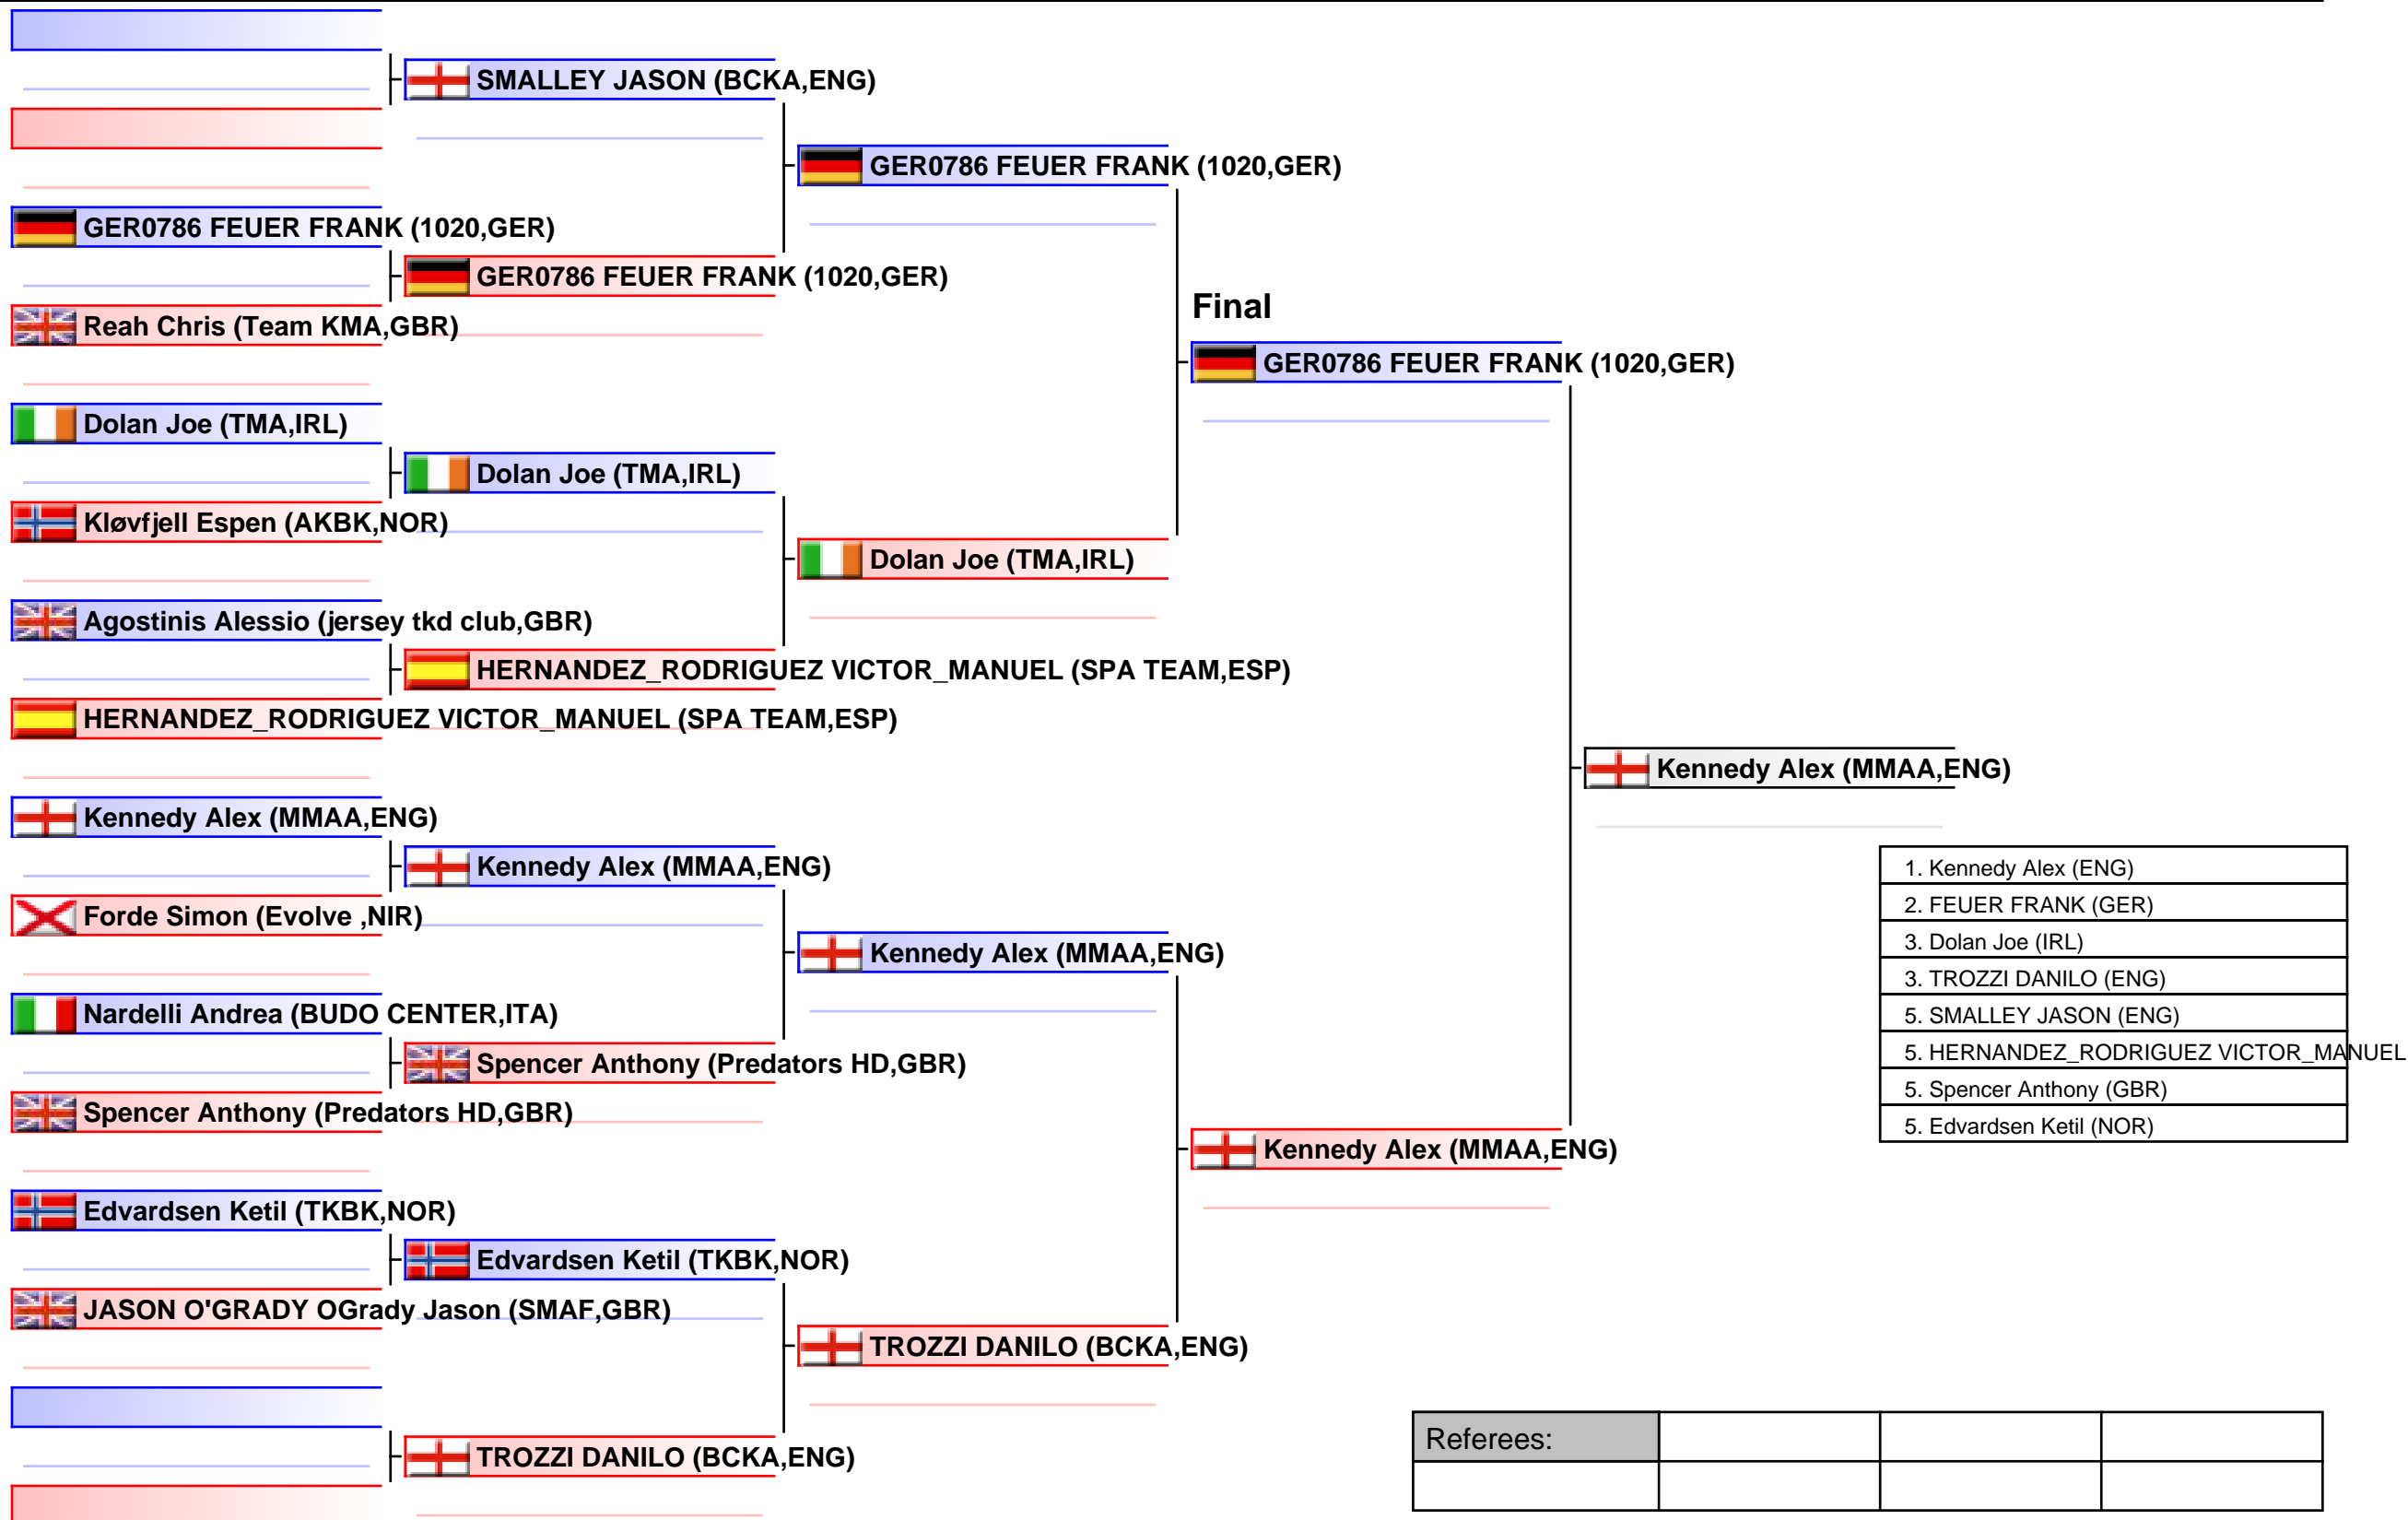 SMALLEY JASON (BCKA,ENG)
GER0786 FEUER FRANK (1020,GER)
GER0786 FEUER FRANK (1020,GER)
GER0786 FEUER FRANK (1020,GER)
Reah Chris (Team KMA,GBR)
Final
GER0786 FEUER FRANK (1020,GER)
Dolan Joe (TMA,IRL)
Dolan Joe (TMA,IRL)
Kløvfjell Espen (AKBK,NOR)
Dolan Joe (TMA,IRL)
Agostinis Alessio (jersey tkd club,GBR)
HERNANDEZ_RODRIGUEZ VICTOR_MANUEL (SPA TEAM,ESP)
HERNANDEZ_RODRIGUEZ VICTOR_MANUEL (SPA TEAM,ESP)
Kennedy Alex (MMAA,ENG)
Kennedy Alex (MMAA,ENG)
Kennedy Alex (MMAA,ENG)
Forde Simon (Evolve ,NIR)
Kennedy Alex (MMAA,ENG)
Nardelli Andrea (BUDO CENTER,ITA)
Spencer Anthony (Predators HD,GBR)
Spencer Anthony (Predators HD,GBR)
Kennedy Alex (MMAA,ENG)
Edvardsen Ketil (TKBK,NOR)
Edvardsen Ketil (TKBK,NOR)
JASON O'GRADY OGrady Jason (SMAF,GBR)
TROZZI DANILO (BCKA,ENG)
TROZZI DANILO (BCKA,ENG)
1. Kennedy Alex (ENG)
2. FEUER FRANK (GER)
3. Dolan Joe (IRL)
3. TROZZI DANILO (ENG)
5. SMALLEY JASON (ENG)
5. HERNANDEZ_RODRIGUEZ VICTOR_MANUEL
5. Spencer Anthony (GBR)
5. Edvardsen Ketil (NOR)
Referees: